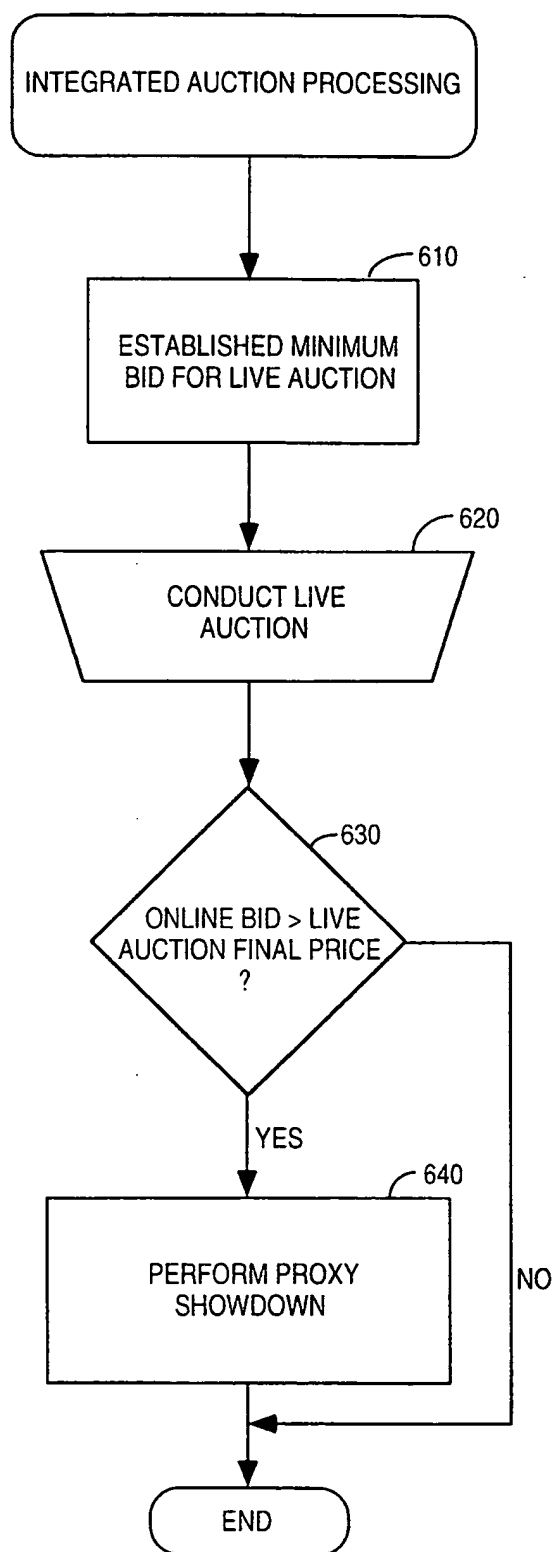 INTEGRATED AUCTION PROCESSING
610
ESTABLISHED MINIMUM
BID FOR LIVE AUCTION
620
CONDUCT LIVE
AUCTION
630
ONLINE BID > LIVE
AUCTION FINAL PRICE
?
YES
640
PERFORM PROXY
SHOWDOWN
NO
END